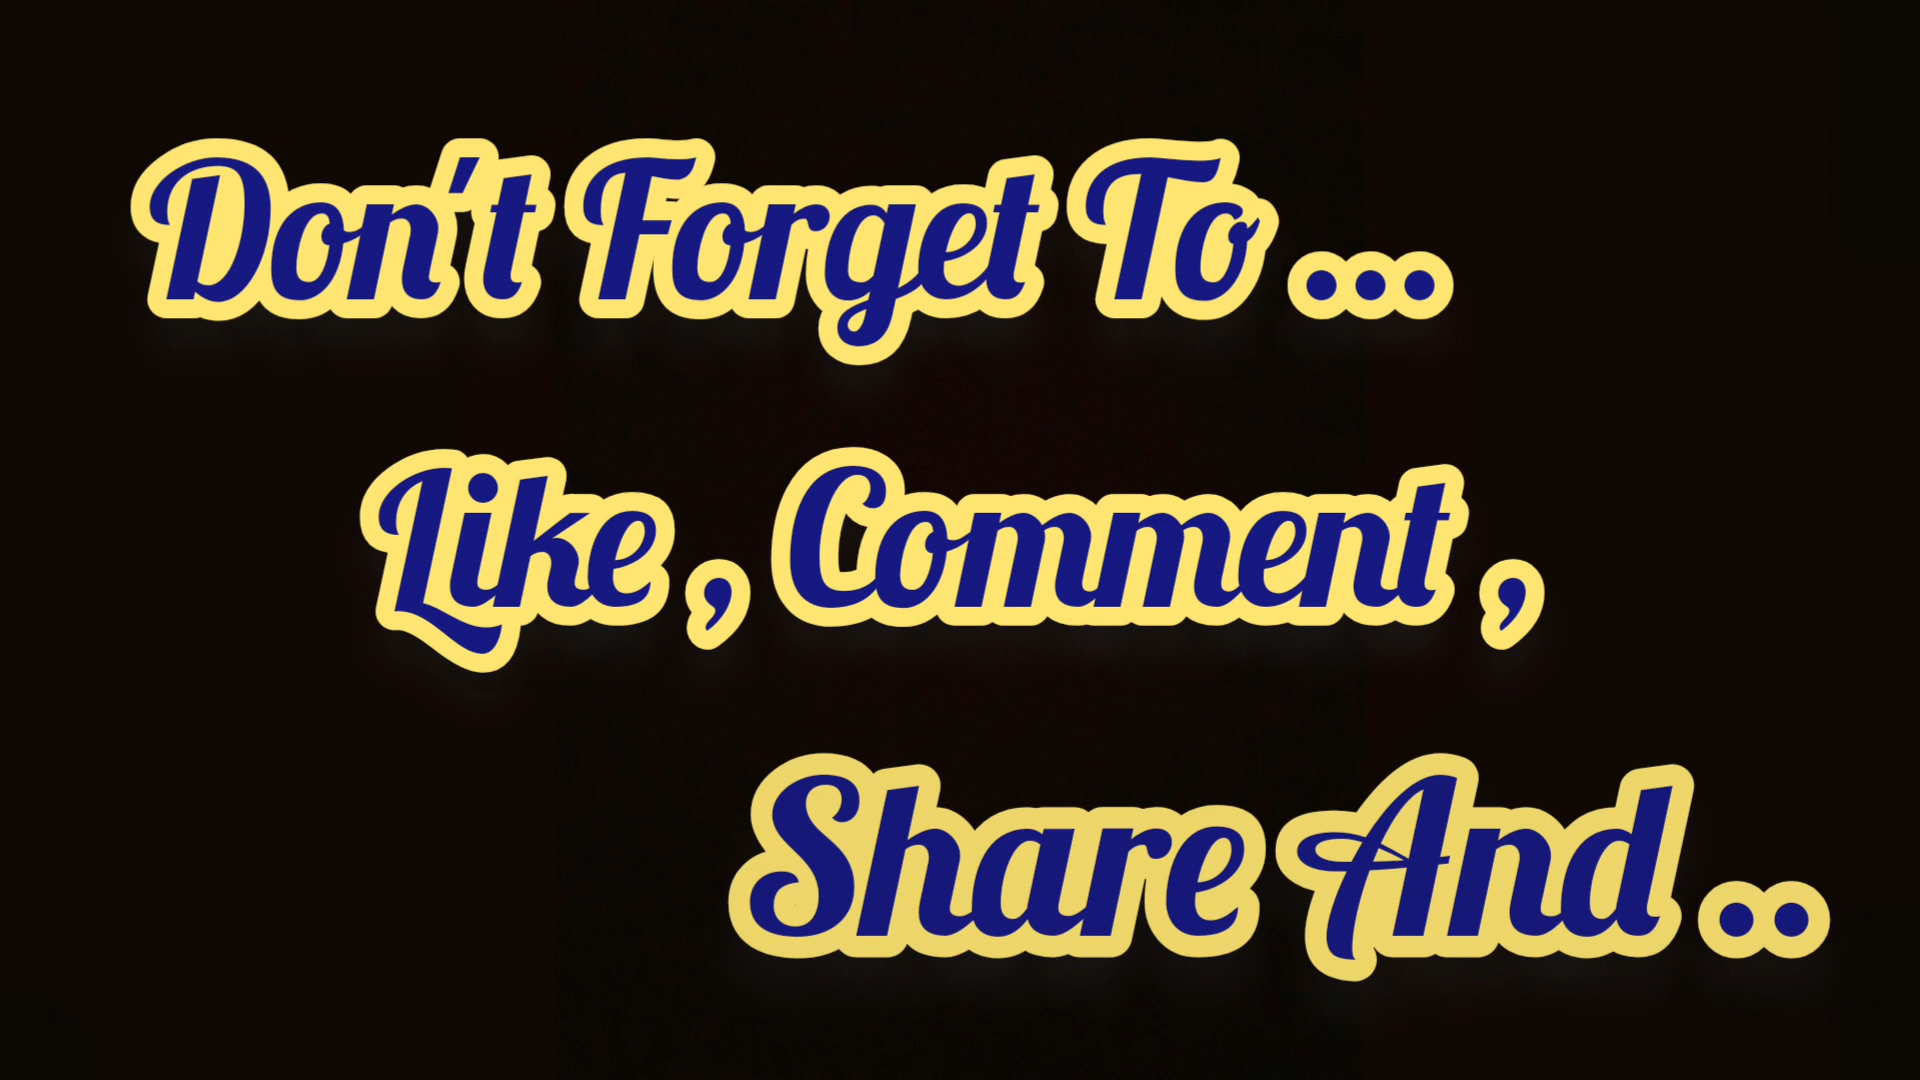 Don't Forget To ...
Like , Comment ,
Share And ..